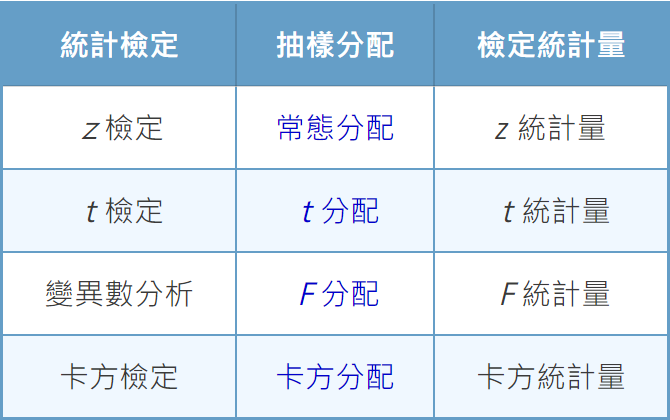 統計檢定 抽樣分配 檢定統計量
z 檢定 常態分配 z 統計量
t 檢定 t 分配 t 統計量
變異數分析 F 分配 F 統計量
卡方檢定 卡方分配 卡方統計量